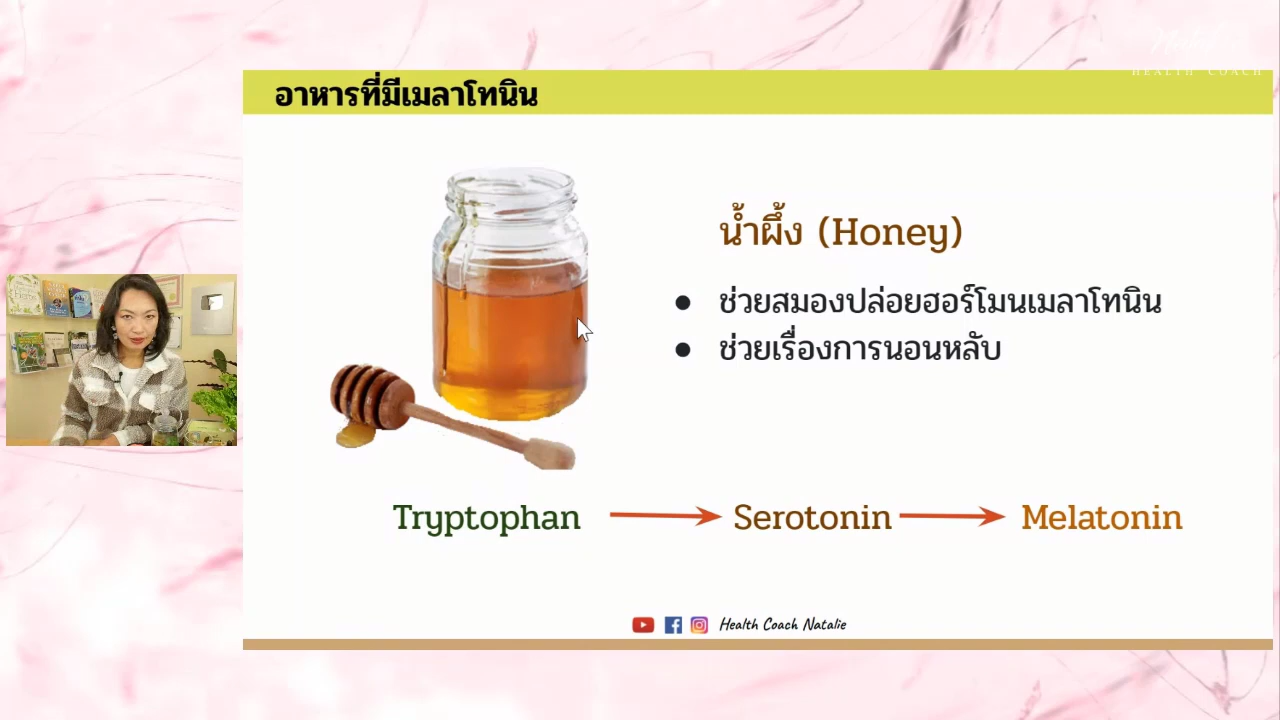 HEALTH COACH
อาหารที่มีเมลาโทนิน
น้ำผึ้ง (Honey)
● ช่วยสมองปล่อยฮอร์โมนเมลาโทนิน
● ช่วยเรื่องการนอนหลับ
Tryptophan → Serotonin → Melatonin
Health Coach Natalie